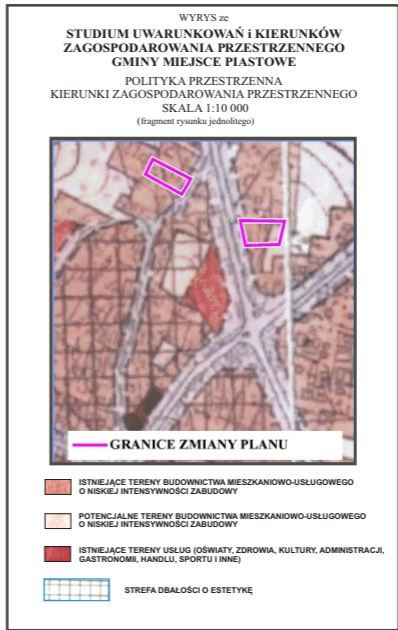 WYRYS ze
STUDIUM UWARUNKOWAŃ i KIERUNKÓW
ZAGOSPODAROWANIA PRZESTRZENNEGO
GMINY MIEJSCE PIASTOWE
POLITYKA PRZESTRZENNA
KIERUNKI ZAGOSPODAROWANIA PRZESTRZENNEGO
SKALA 1:10 000
(fragment rysunku jednolitego)
GRANICE ZMIANY PLANU
ISTNIEJĄCE TERENY BUDOWNICTWA MIESZKANIOWO-USŁUGOWEGO
O NISKIEJ INTENSYWNOŚCI ZABUDOWY
POTENCJALNE TERENY BUDOWNICTWA MIESZKANIOWO-USŁUGOWEGO
O NISKIEJ INTENSYWNOŚCI ZABUDOWY
ISTNIEJĄCE TERENY USŁUG (OŚWIATY, ZDROWIA, KULTURY, ADMINISTRACJI,
GASTRONOMII, HANDLU, SPORTU I INNE)
STREFA DBAŁOŚCI O ESTETYKĘ